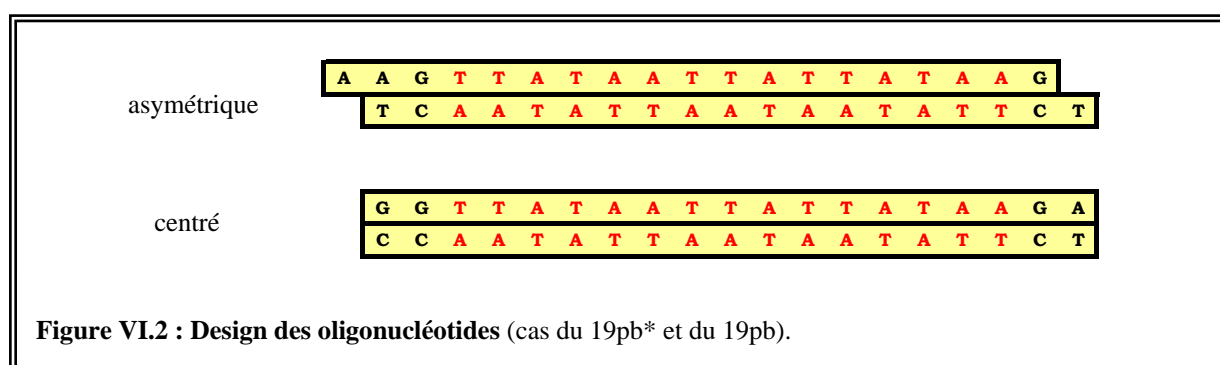 A A G T T A T A A T T A T T A T A A G
asymétrique
T C A A T A T T A A T A A T A T T C T
G G T T A T A A T T A T T A T A A G A
centré
C C A A T A T T A A T A A T A T T C T
Figure VI.2 : Design des oligonucléotides (cas du 19pb* et du 19pb).